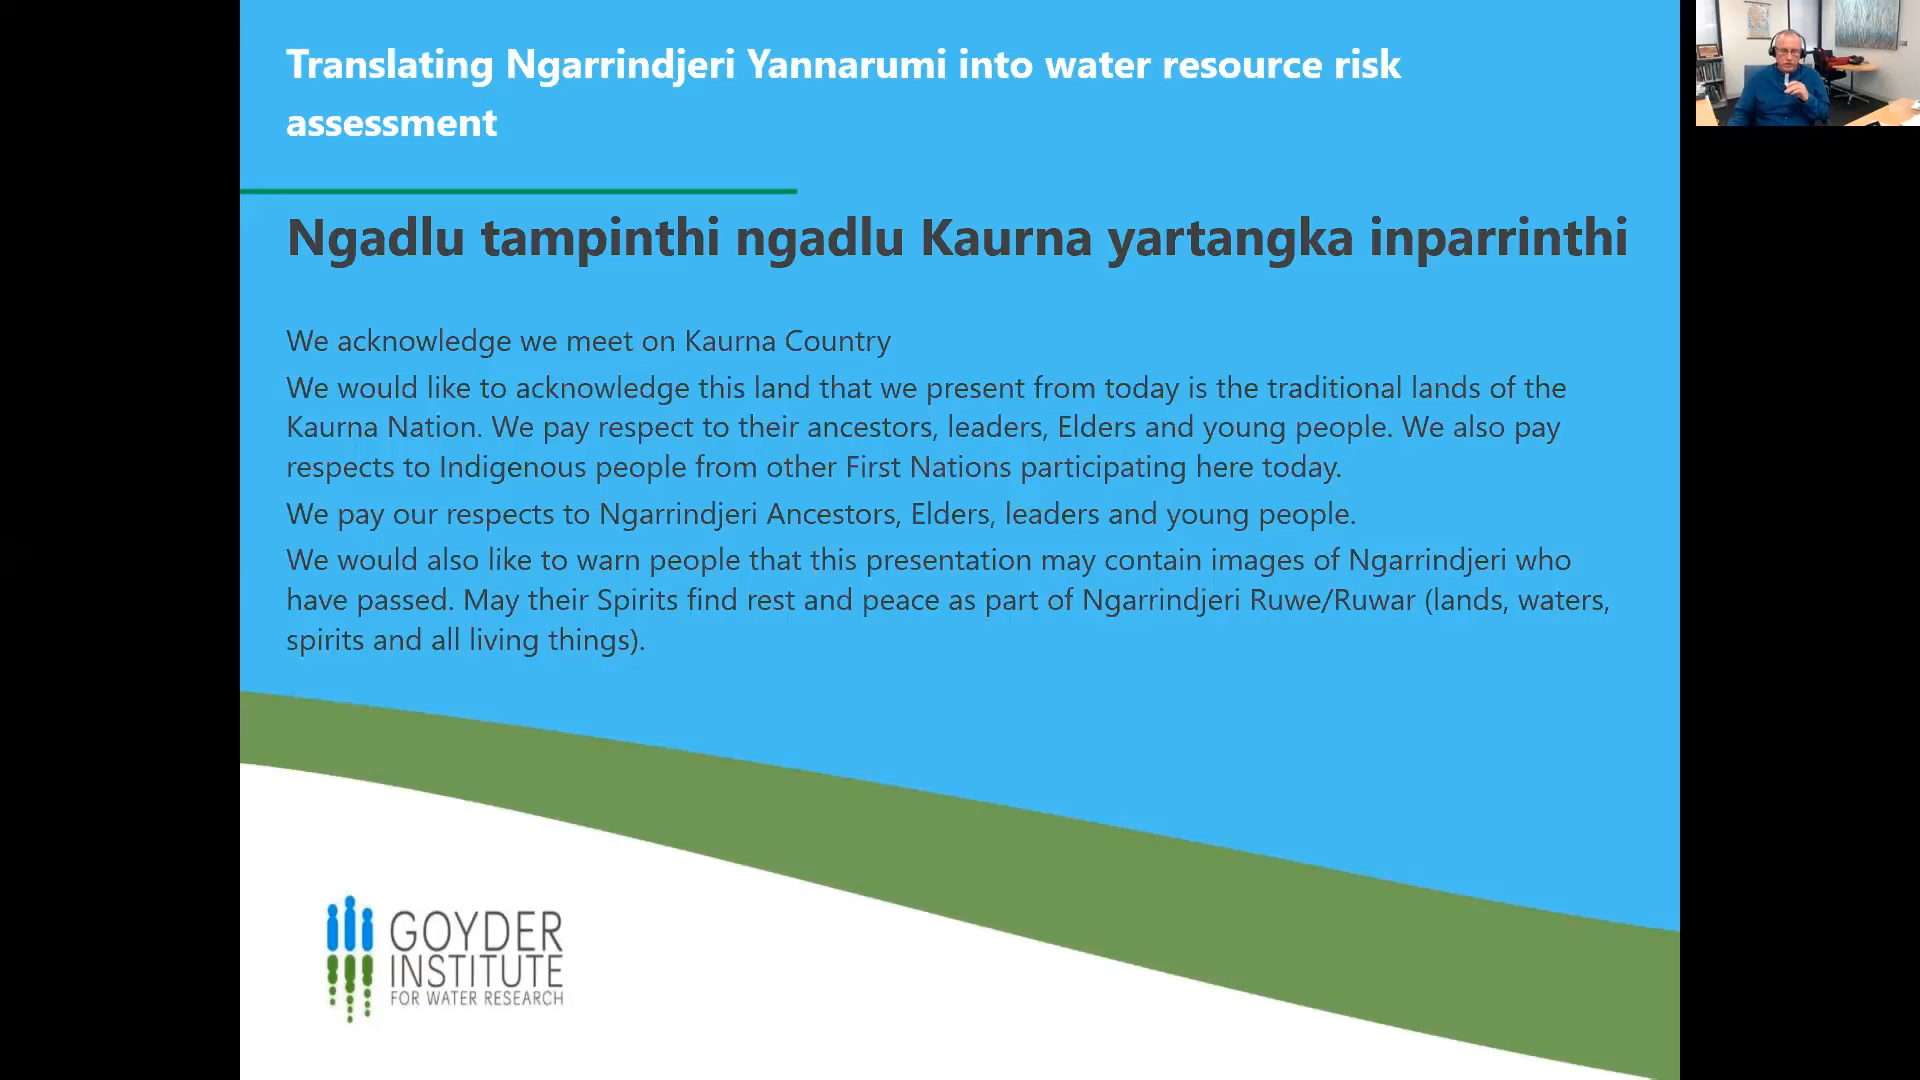 Translating Ngarrindjeri Yannarumi into water resource risk
assessment
Ngadlu tampinthi ngadlu Kaurna yartangka inparrinthi
We acknowledge we meet on Kaurna Country
We would like to acknowledge this land that we present from today is the traditional lands of the
Kaurna Nation. We pay respect to their ancestors, leaders, Elders and young people. We also pay
respects to Indigenous people from other First Nations participating here today.
We pay our respects to Ngarrindjeri Ancestors, Elders, leaders and young people.
We would also like to warn people that this presentation may contain images of Ngarrindjeri who
have passed. May their Spirits find rest and peace as part of Ngarrindjeri Ruwe/Ruwar (lands, waters,
spirits and all living things).
GOYDER
INSTITUTE
FOR WATER RESEARCH